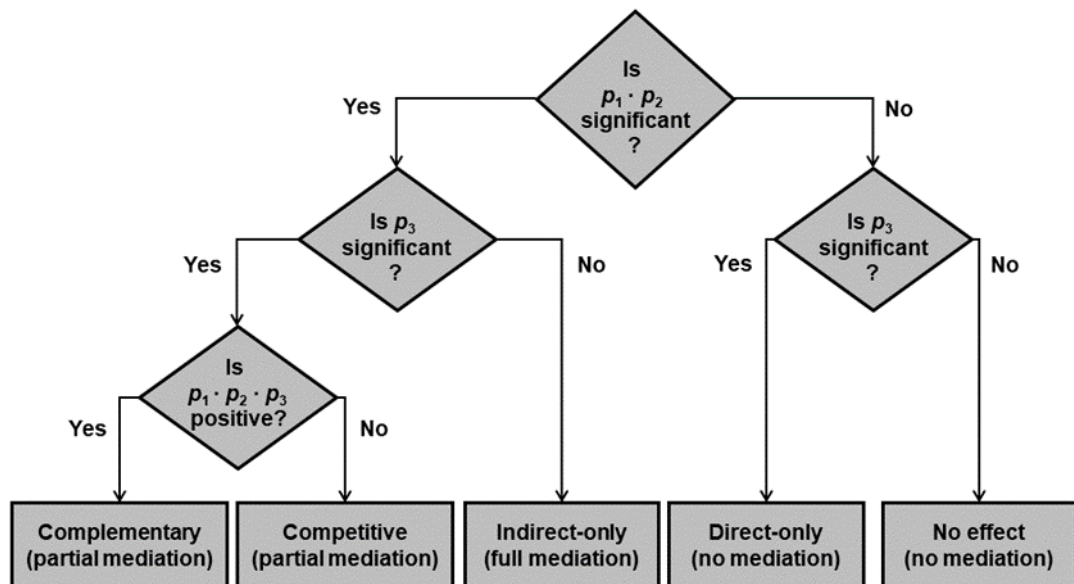 Is
p₁ · p₂
significant
?
Yes
No
Is p₃
significant
?
Yes
No
Is p₃
significant
?
Yes
No
Is
p₁ · p₂ · p₃
positive?
Yes
No
Complementary
(partial mediation)
Competitive
(partial mediation)
Indirect-only
(full mediation)
Direct-only
(no mediation)
No effect
(no mediation)